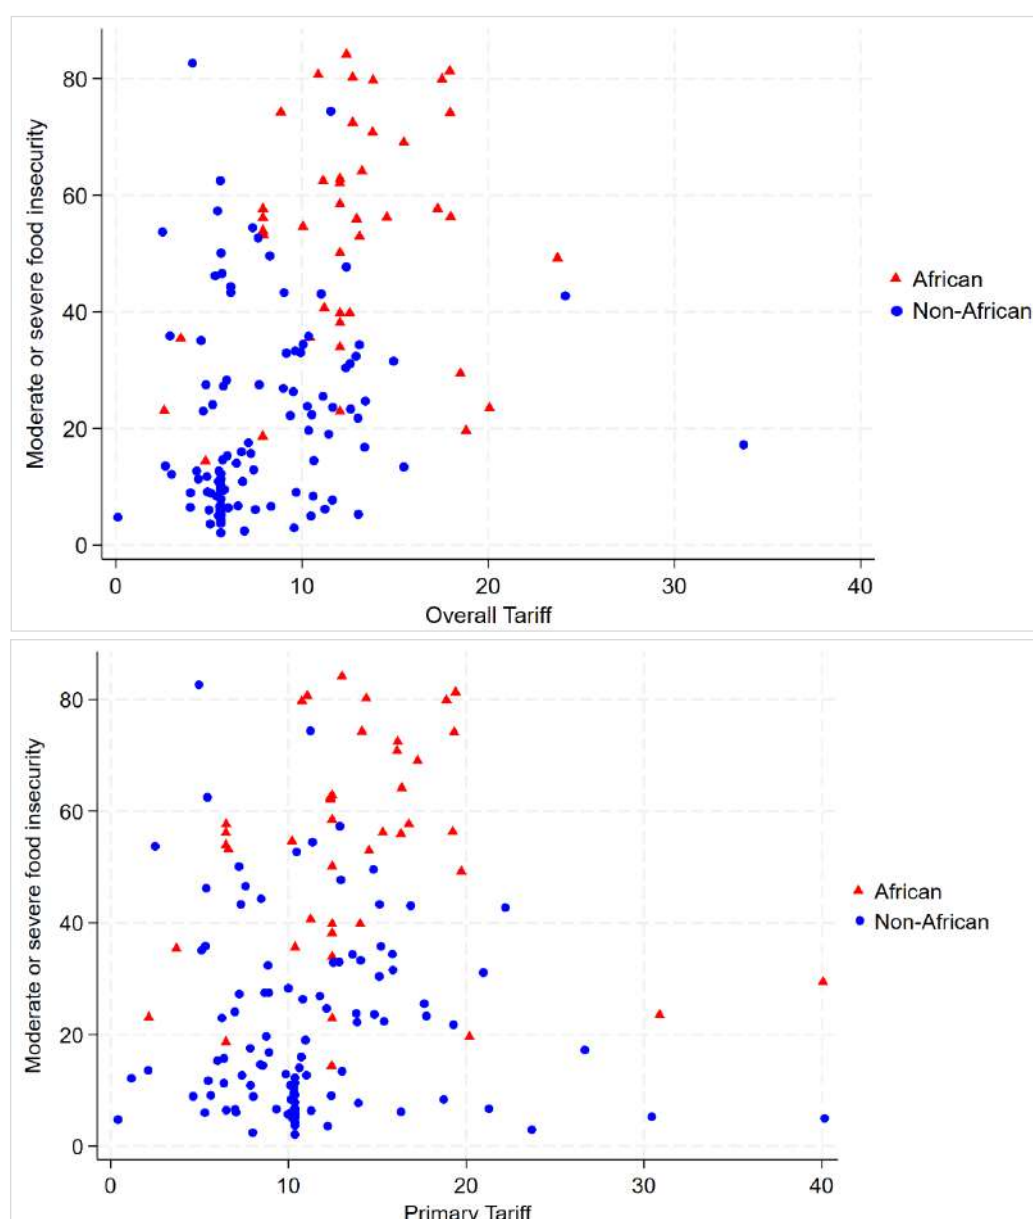 Moderate or severe food insecurity
80
60
40
20
0
0 10 20 30 40
Overall Tariff
African
Non-African
Moderate or severe food insecurity
80
60
40
20
0
0 10 20 30 40
Primary Tariff
African
Non-African